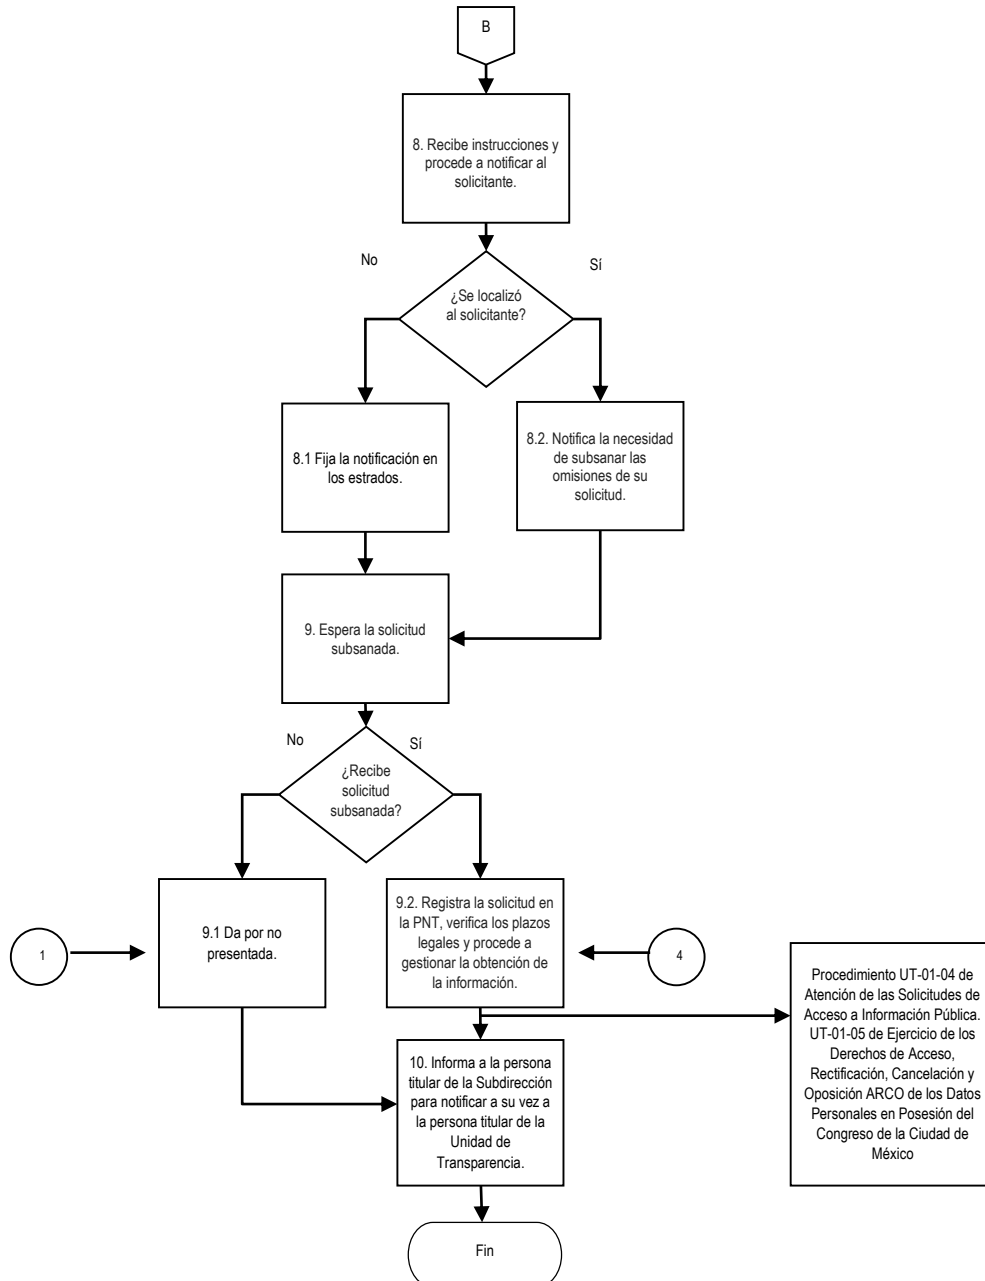 B
8. Recibe instrucciones y
procede a notificar al
solicitante.
No
Sí
¿Se localizó
al solicitante?
8.1 Fija la notificación en
los estrados.
8.2. Notifica la necesidad
de subsanar las
omisiones de su
solicitud.
9. Espera la solicitud
subsanada.
No
Sí
¿Recibe
solicitud
subsanada?
1
9.1 Da por no
presentada.
9.2. Registra la solicitud en
la PNT, verifica los plazos
legales y procede a
gestionar la obtención de
la información.
4
Procedimiento UT-01-04 de
Atención de las Solicitudes de
Acceso a Información Pública.
UT-01-05 de Ejercicio de los
Derechos de Acceso,
Rectificación, Cancelación y
Oposición ARCO de los Datos
Personales en Posesión del
Congreso de la Ciudad de
México
10. Informa a la persona
titular de la Subdirección
para notificar a su vez a
la persona titular de la
Unidad de
Transparencia.
Fin